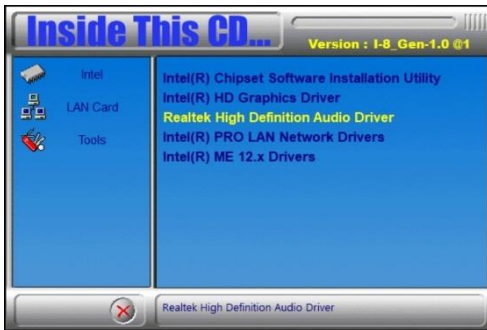 Inside This CD...
Version : I-8_Gen-1.0 @1
Intel
LAN Card
Tools
Intel(R) Chipset Software Installation Utility
Intel(R) HD Graphics Driver
Realtek High Definition Audio Driver
Intel(R) PRO LAN Network Drivers
Intel(R) ME 12.x Drivers
Realtek High Definition Audio Driver